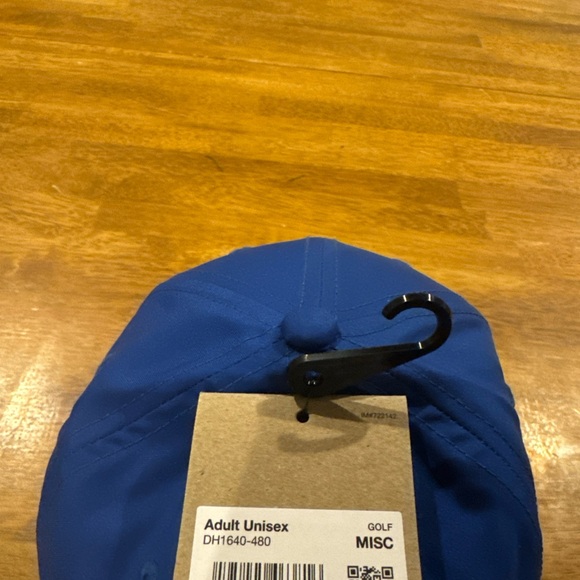 Adult Unisex GOLF
DH1640-480 MISC